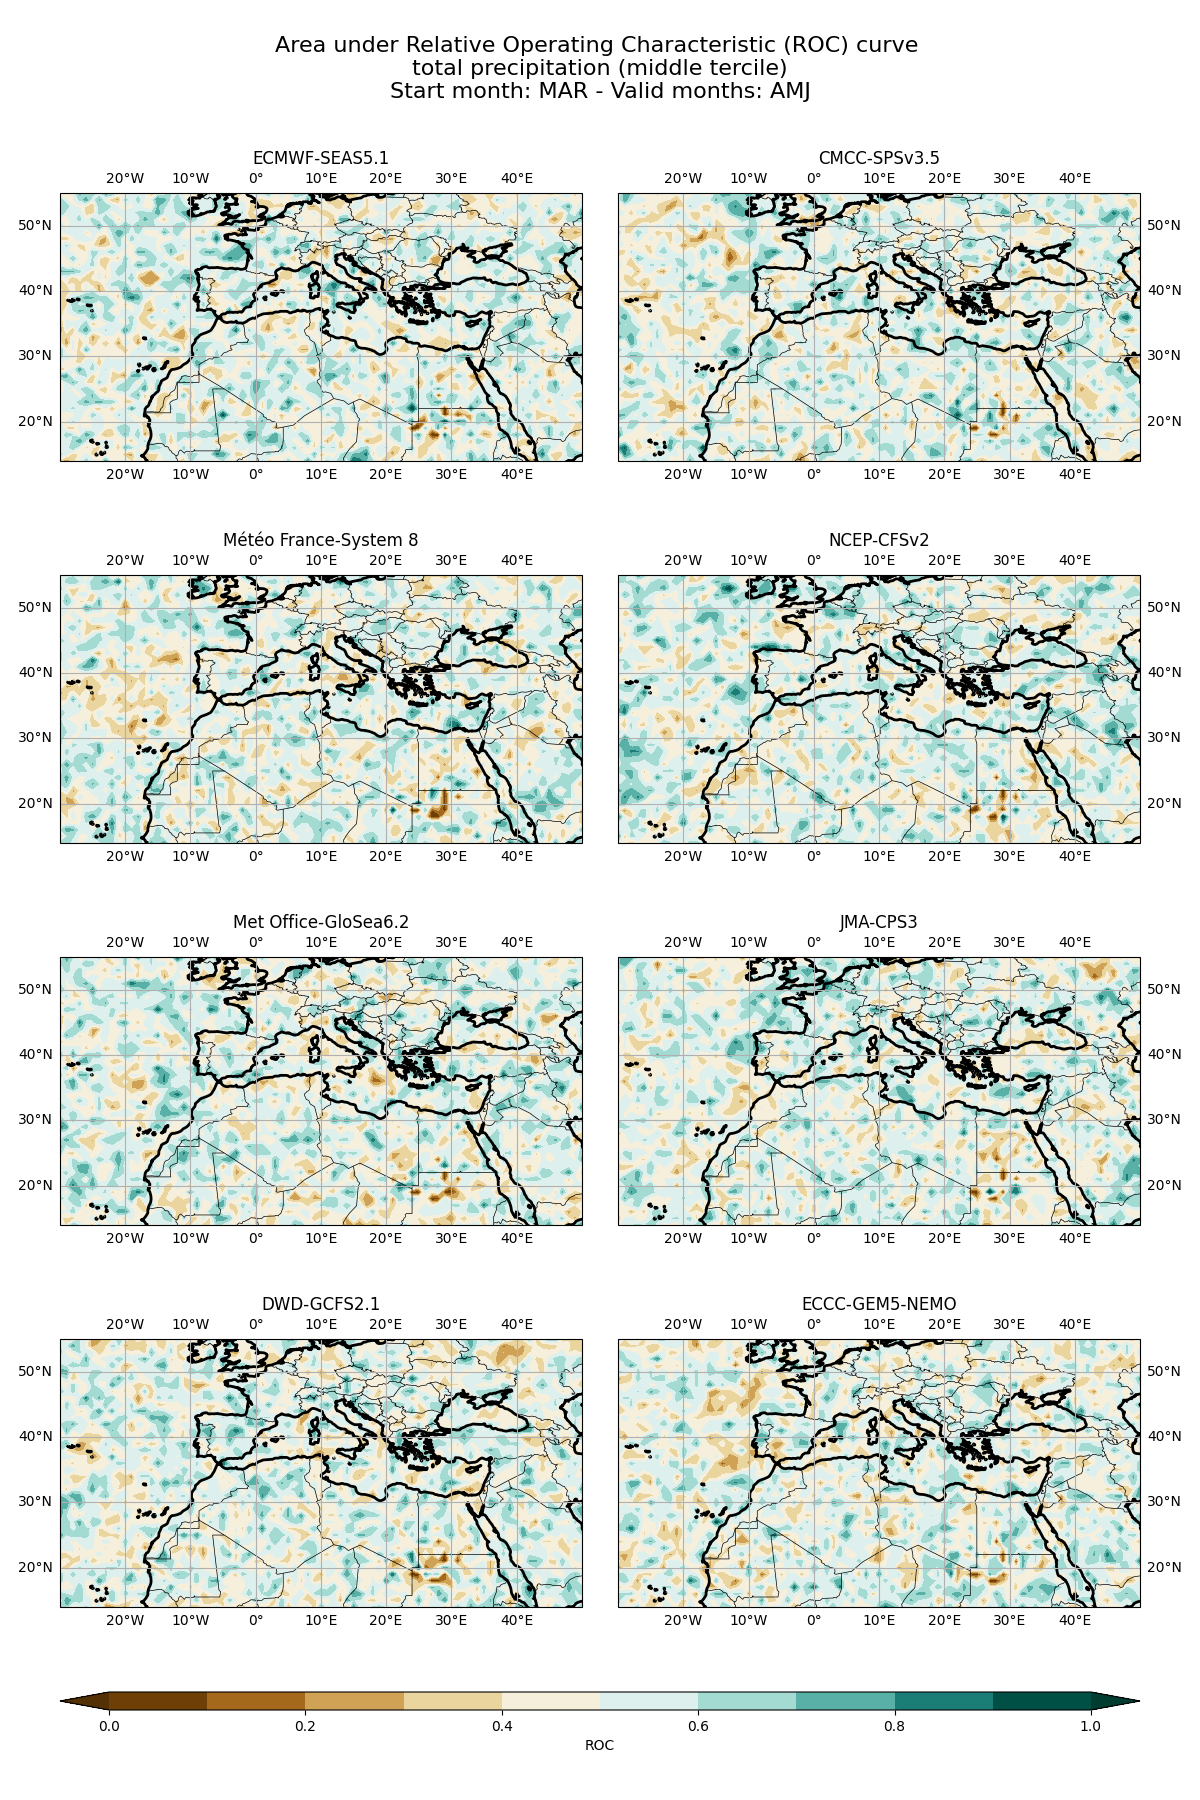 Area under Relative Operating Characteristic (ROC) curve
total precipitation (middle tercile)
Start month: MAR - Valid months: AMJ
ECMWF-SEAS5.1
20°W 10°W 0° 10°E 20°E 30°E 40°E
50°N
40°N
30°N
20°N
20°W 10°W 0° 10°E 20°E 30°E 40°E
CMCC-SPSv3.5
20°W 10°W 0° 10°E 20°E 30°E 40°E
50°N
40°N
30°N
20°N
20°W 10°W 0° 10°E 20°E 30°E 40°E
Météo France-System 8
20°W 10°W 0° 10°E 20°E 30°E 40°E
50°N
40°N
30°N
20°N
20°W 10°W 0° 10°E 20°E 30°E 40°E
NCEP-CFSv2
20°W 10°W 0° 10°E 20°E 30°E 40°E
50°N
40°N
30°N
20°N
20°W 10°W 0° 10°E 20°E 30°E 40°E
Met Office-GloSea6.2
20°W 10°W 0° 10°E 20°E 30°E 40°E
50°N
40°N
30°N
20°N
20°W 10°W 0° 10°E 20°E 30°E 40°E
JMA-CPS3
20°W 10°W 0° 10°E 20°E 30°E 40°E
50°N
40°N
30°N
20°N
20°W 10°W 0° 10°E 20°E 30°E 40°E
DWD-GCFS2.1
20°W 10°W 0° 10°E 20°E 30°E 40°E
50°N
40°N
30°N
20°N
20°W 10°W 0° 10°E 20°E 30°E 40°E
ECCC-GEM5-NEMO
20°W 10°W 0° 10°E 20°E 30°E 40°E
50°N
40°N
30°N
20°N
20°W 10°W 0° 10°E 20°E 30°E 40°E
0.0 0.2 0.4 0.6 0.8 1.0
ROC